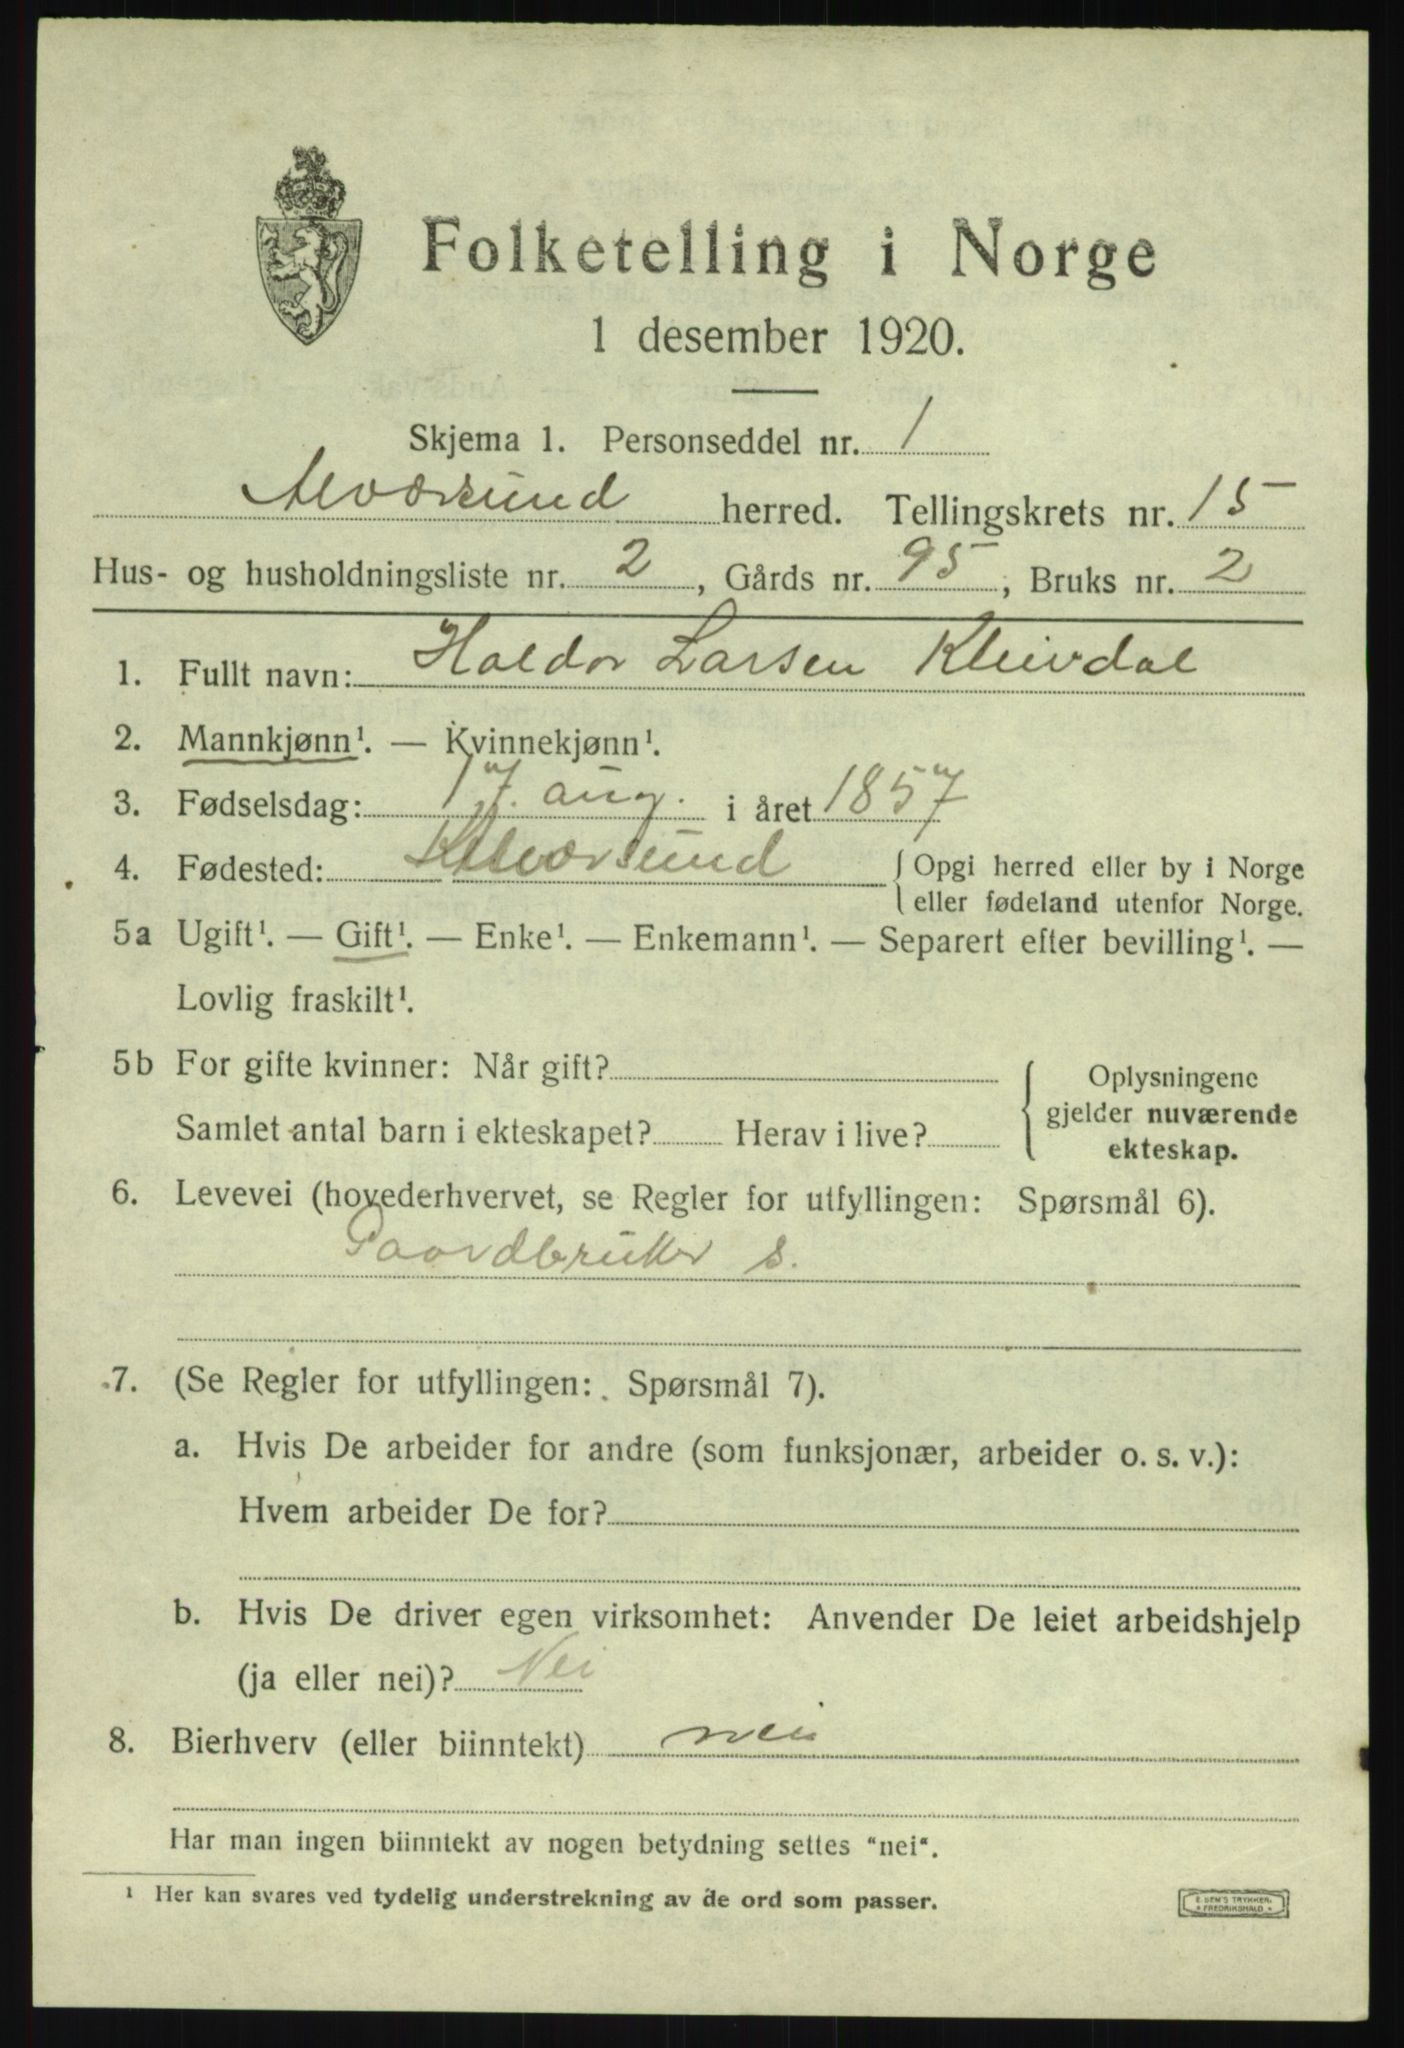 Folketelling i Norge
1 desember 1920.
Skjema 1. Personseddel nr. 1
Alværsund herred. Tellingskrets nr. 15
Hus- og husholdningsliste nr. 2, Gårds nr. 95, Bruks nr. 2
1. Fullt navn: Haldor Larsen Kleivdal
2. Mannkjønn¹. — Kvinnekjønn¹.
3. Fødselsdag: 17. aug. i året 1857
4. Fødested: Alværsund { Opgi herred eller by i Norge
eller fødeland utenfor Norge.
5a Ugift¹. — Gift¹. — Enke¹. — Enkemann¹. — Separert efter bevilling¹. —
Lovlig fraskilt¹.
5b For gifte kvinner: Når gift?
Samlet antal barn i ekteskapet? Herav i live?
{ Oplysningene
gjelder nuværende
ekteskap.
6. Levevei (hovederhvervet, se Regler for utfyllingen: Spørsmål 6).
Gaardbruker s.
7. (Se Regler for utfyllingen: Spørsmål 7).
a. Hvis De arbeider for andre (som funksjonær, arbeider o. s. v.):
Hvem arbeider De for?
b. Hvis De driver egen virksomhet: Anvender De leiet arbeidshjelp
(ja eller nei)? Nei
8. Bierhverv (eller biinntekt) nei
Har man ingen biinntekt av nogen betydning settes "nei".
¹ Her kan svares ved tydelig understrekning av de ord som passer.
E. SEM'S TRYKKERI
FREDRIKSHALD